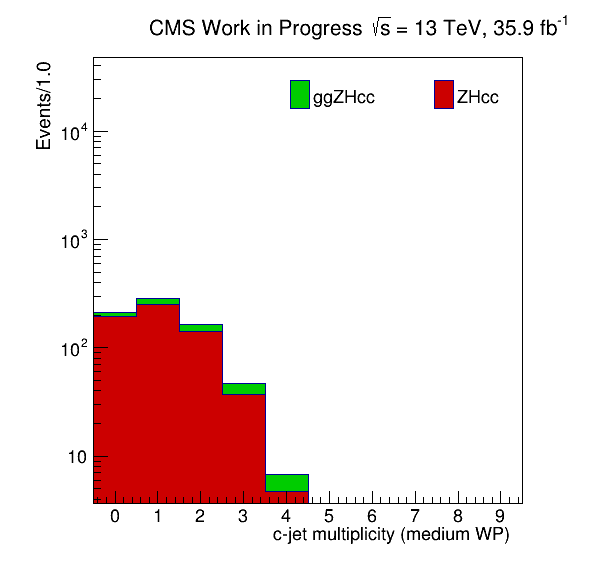 CMS Work in Progress √s = 13 TeV, 35.9 fb⁻¹
Events/1.0
ggZHcc
ZHcc
10⁴
10³
10²
10
0 1 2 3 4 5 6 7 8 9
c-jet multiplicity (medium WP)